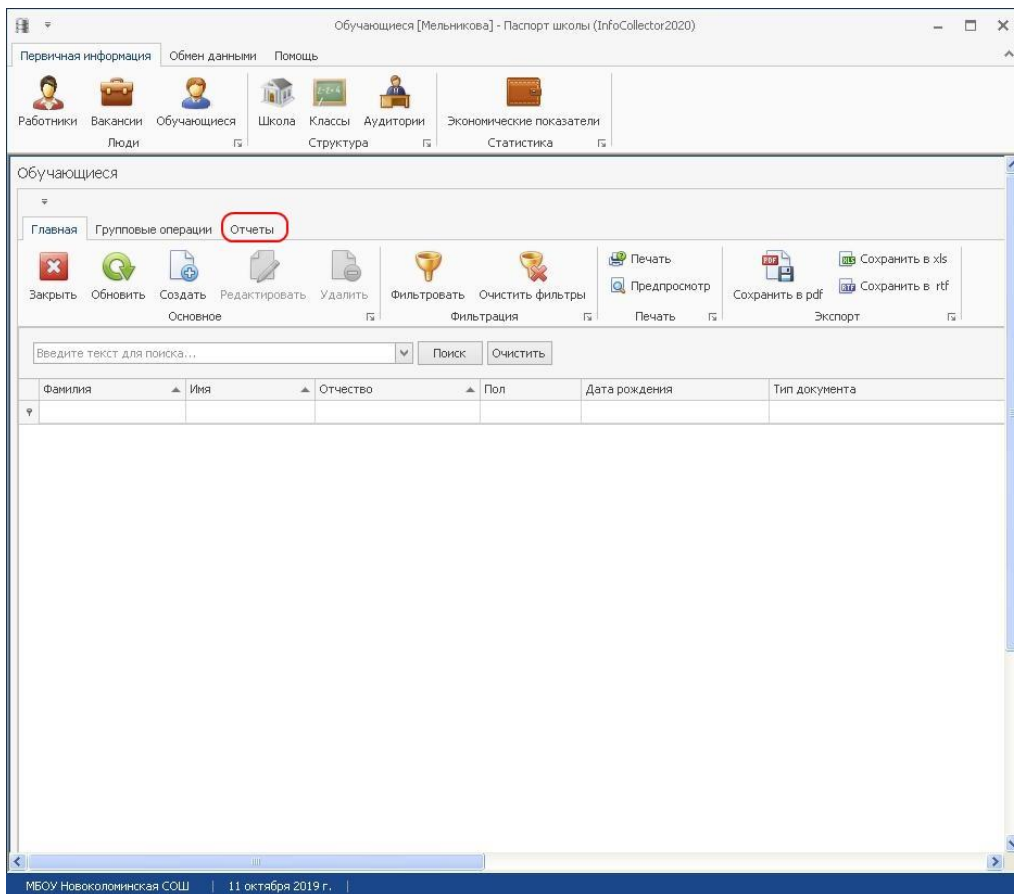 Обучающиеся [Мельникова] - Паспорт школы (InfoCollector2020)
Первичная информация Обмен данными Помощь
Работники Вакансии Обучающиеся Школа Классы Аудитории Экономические показатели
Люди Структура Статистика
Обучающиеся
Главная Групповые операции Отчеты
Закрыть Обновить Создать Редактировать Удалить Фильтровать Очистить фильтры Печать Предпросмотр Сохранить в pdf Сохранить в xls Сохранить в rtf
Основное Фильтрация Печать Экспорт
Введите текст для поиска... Поиск Очистить
Фамилия Имя Отчество Пол Дата рождения Тип документа
МБОУ Новоколоминская СОШ | 11 октября 2019 г. |